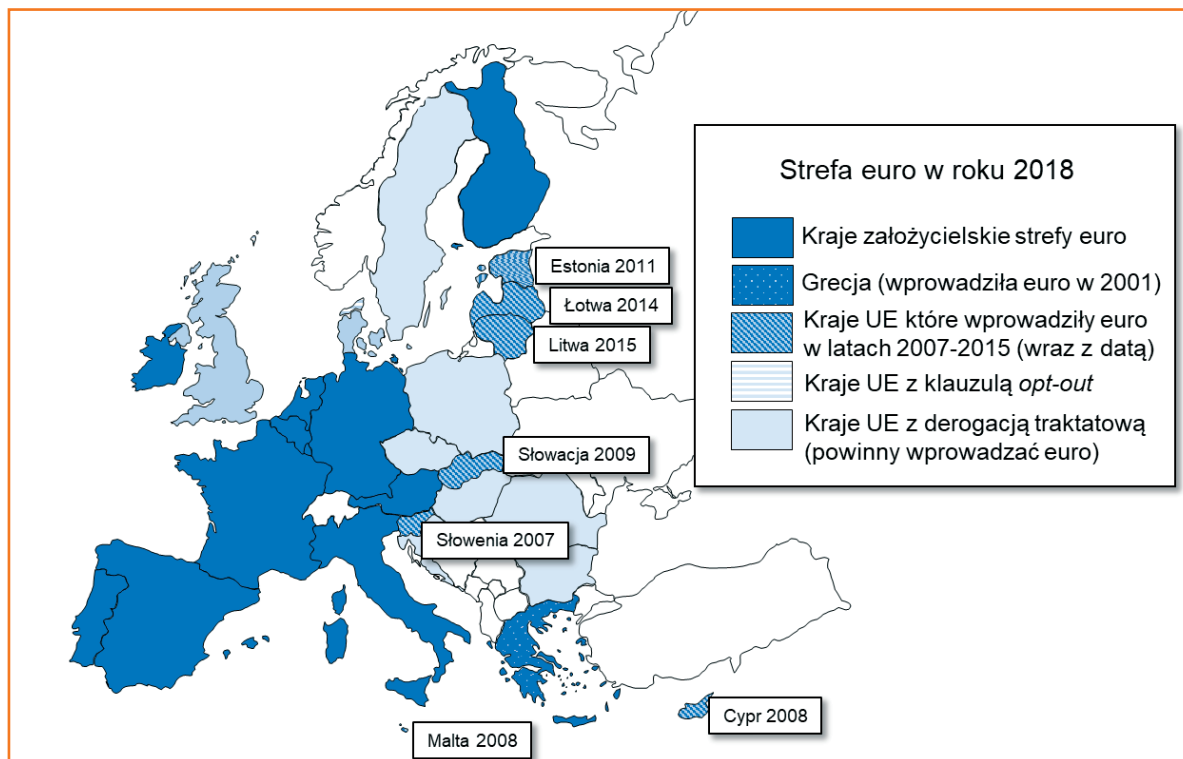 Strefa euro w roku 2018
Kraje założycielskie strefy euro
Grecja (wprowadziła euro w 2001)
Kraje UE które wprowadziły euro
w latach 2007-2015 (wraz z datą)
Kraje UE z klauzulą opt-out
Kraje UE z derogacją traktatową
(powinny wprowadzać euro)
Estonia 2011
Łotwa 2014
Litwa 2015
Słowacja 2009
Słowenia 2007
Cypr 2008
Malta 2008